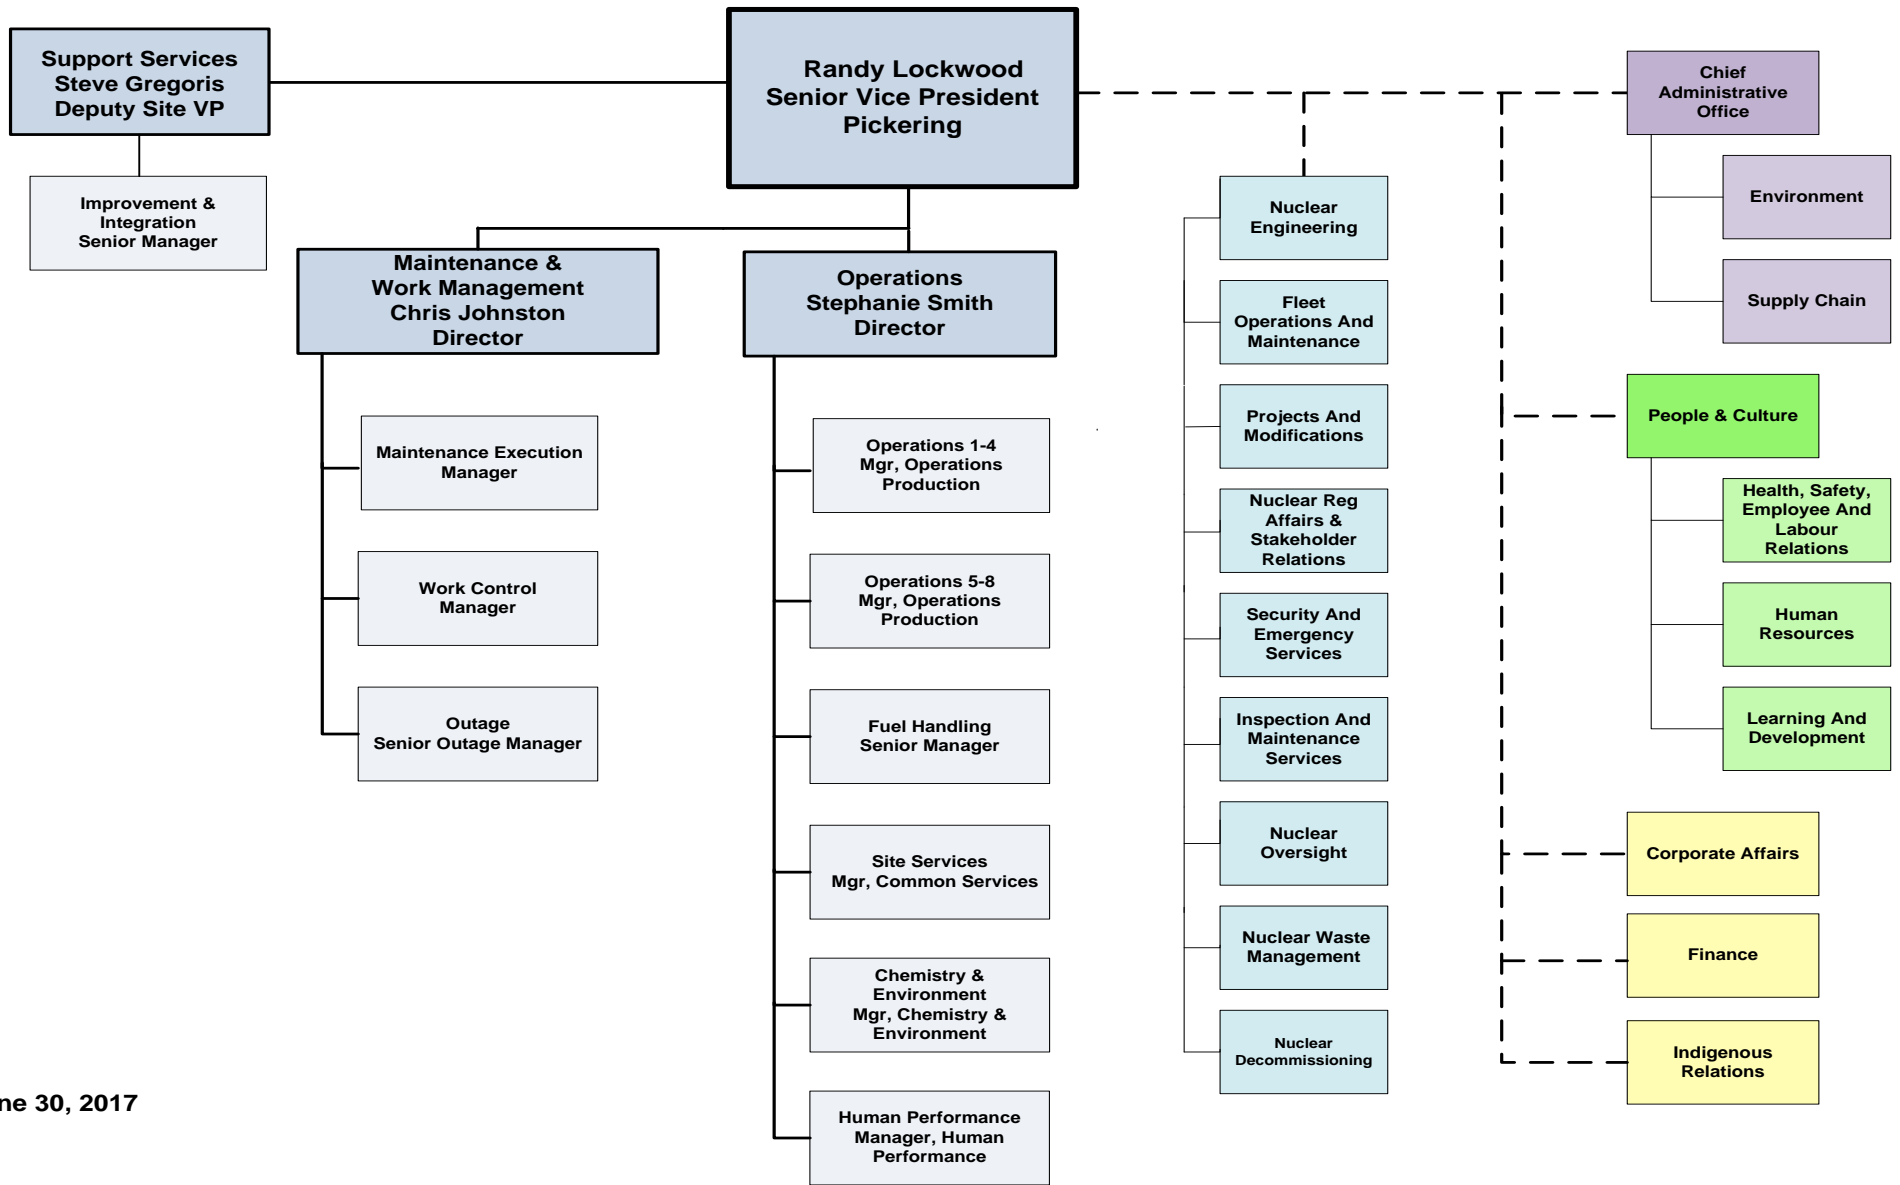 Support Services
Steve Gregoris
Deputy Site VP
Improvement &
Integration
Senior Manager
Randy Lockwood
Senior Vice President
Pickering
Maintenance &
Work Management
Chris Johnston
Director
Maintenance Execution
Manager
Work Control
Manager
Outage
Senior Outage Manager
Operations
Stephanie Smith
Director
Operations 1-4
Mgr, Operations
Production
Operations 5-8
Mgr, Operations
Production
Fuel Handling
Senior Manager
Site Services
Mgr, Common Services
Chemistry &
Environment
Mgr, Chemistry &
Environment
Human Performance
Manager, Human
Performance
Nuclear
Engineering
Fleet
Operations And
Maintenance
Projects And
Modifications
Nuclear Reg
Affairs &
Stakeholder
Relations
Security And
Emergency
Services
Inspection And
Maintenance
Services
Nuclear
Oversight
Nuclear Waste
Management
Nuclear
Decommissioning
Chief
Administrative
Office
Environment
Supply Chain
People & Culture
Health, Safety,
Employee And
Labour
Relations
Human
Resources
Learning And
Development
Corporate Affairs
Finance
Indigenous
Relations
ne 30, 2017